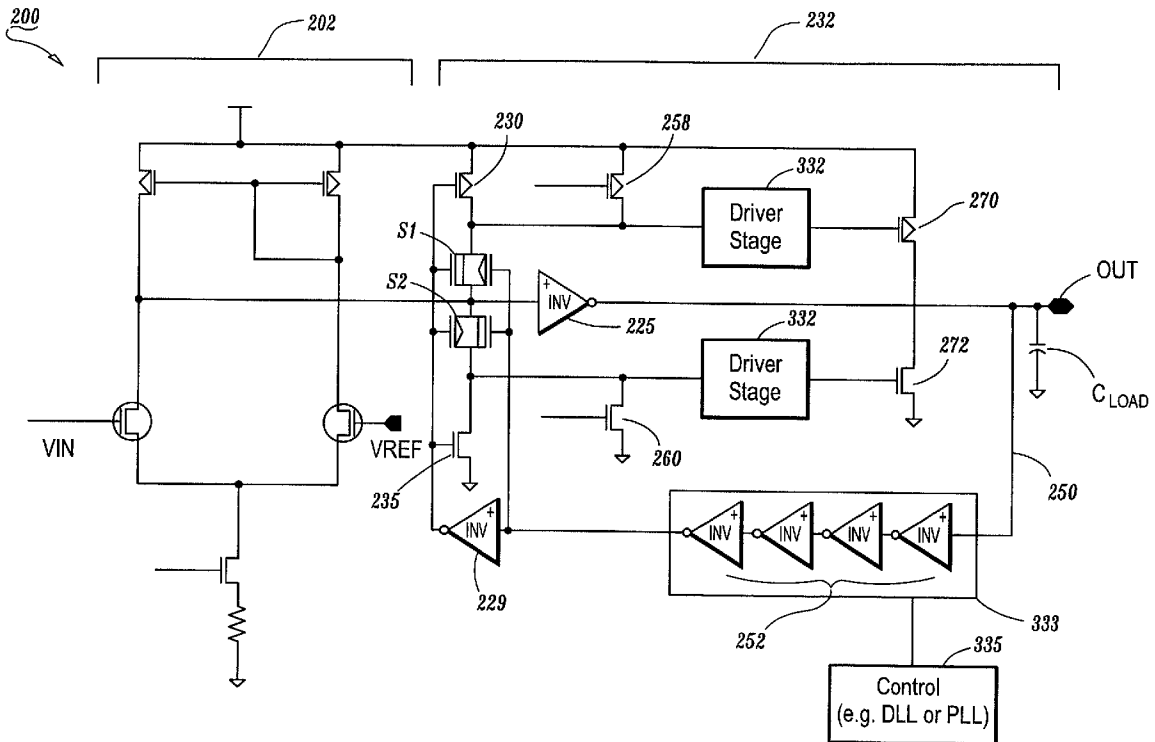 200
202
232
230
258
332
Driver
Stage
270
S1
OUT
S2
+
INV
225
332
Driver
Stage
272
C LOAD
VIN
VREF
235
260
250
+
INV
229
+
INV
+
INV
+
INV
+
INV
252
333
335
Control
(e.g. DLL or PLL)